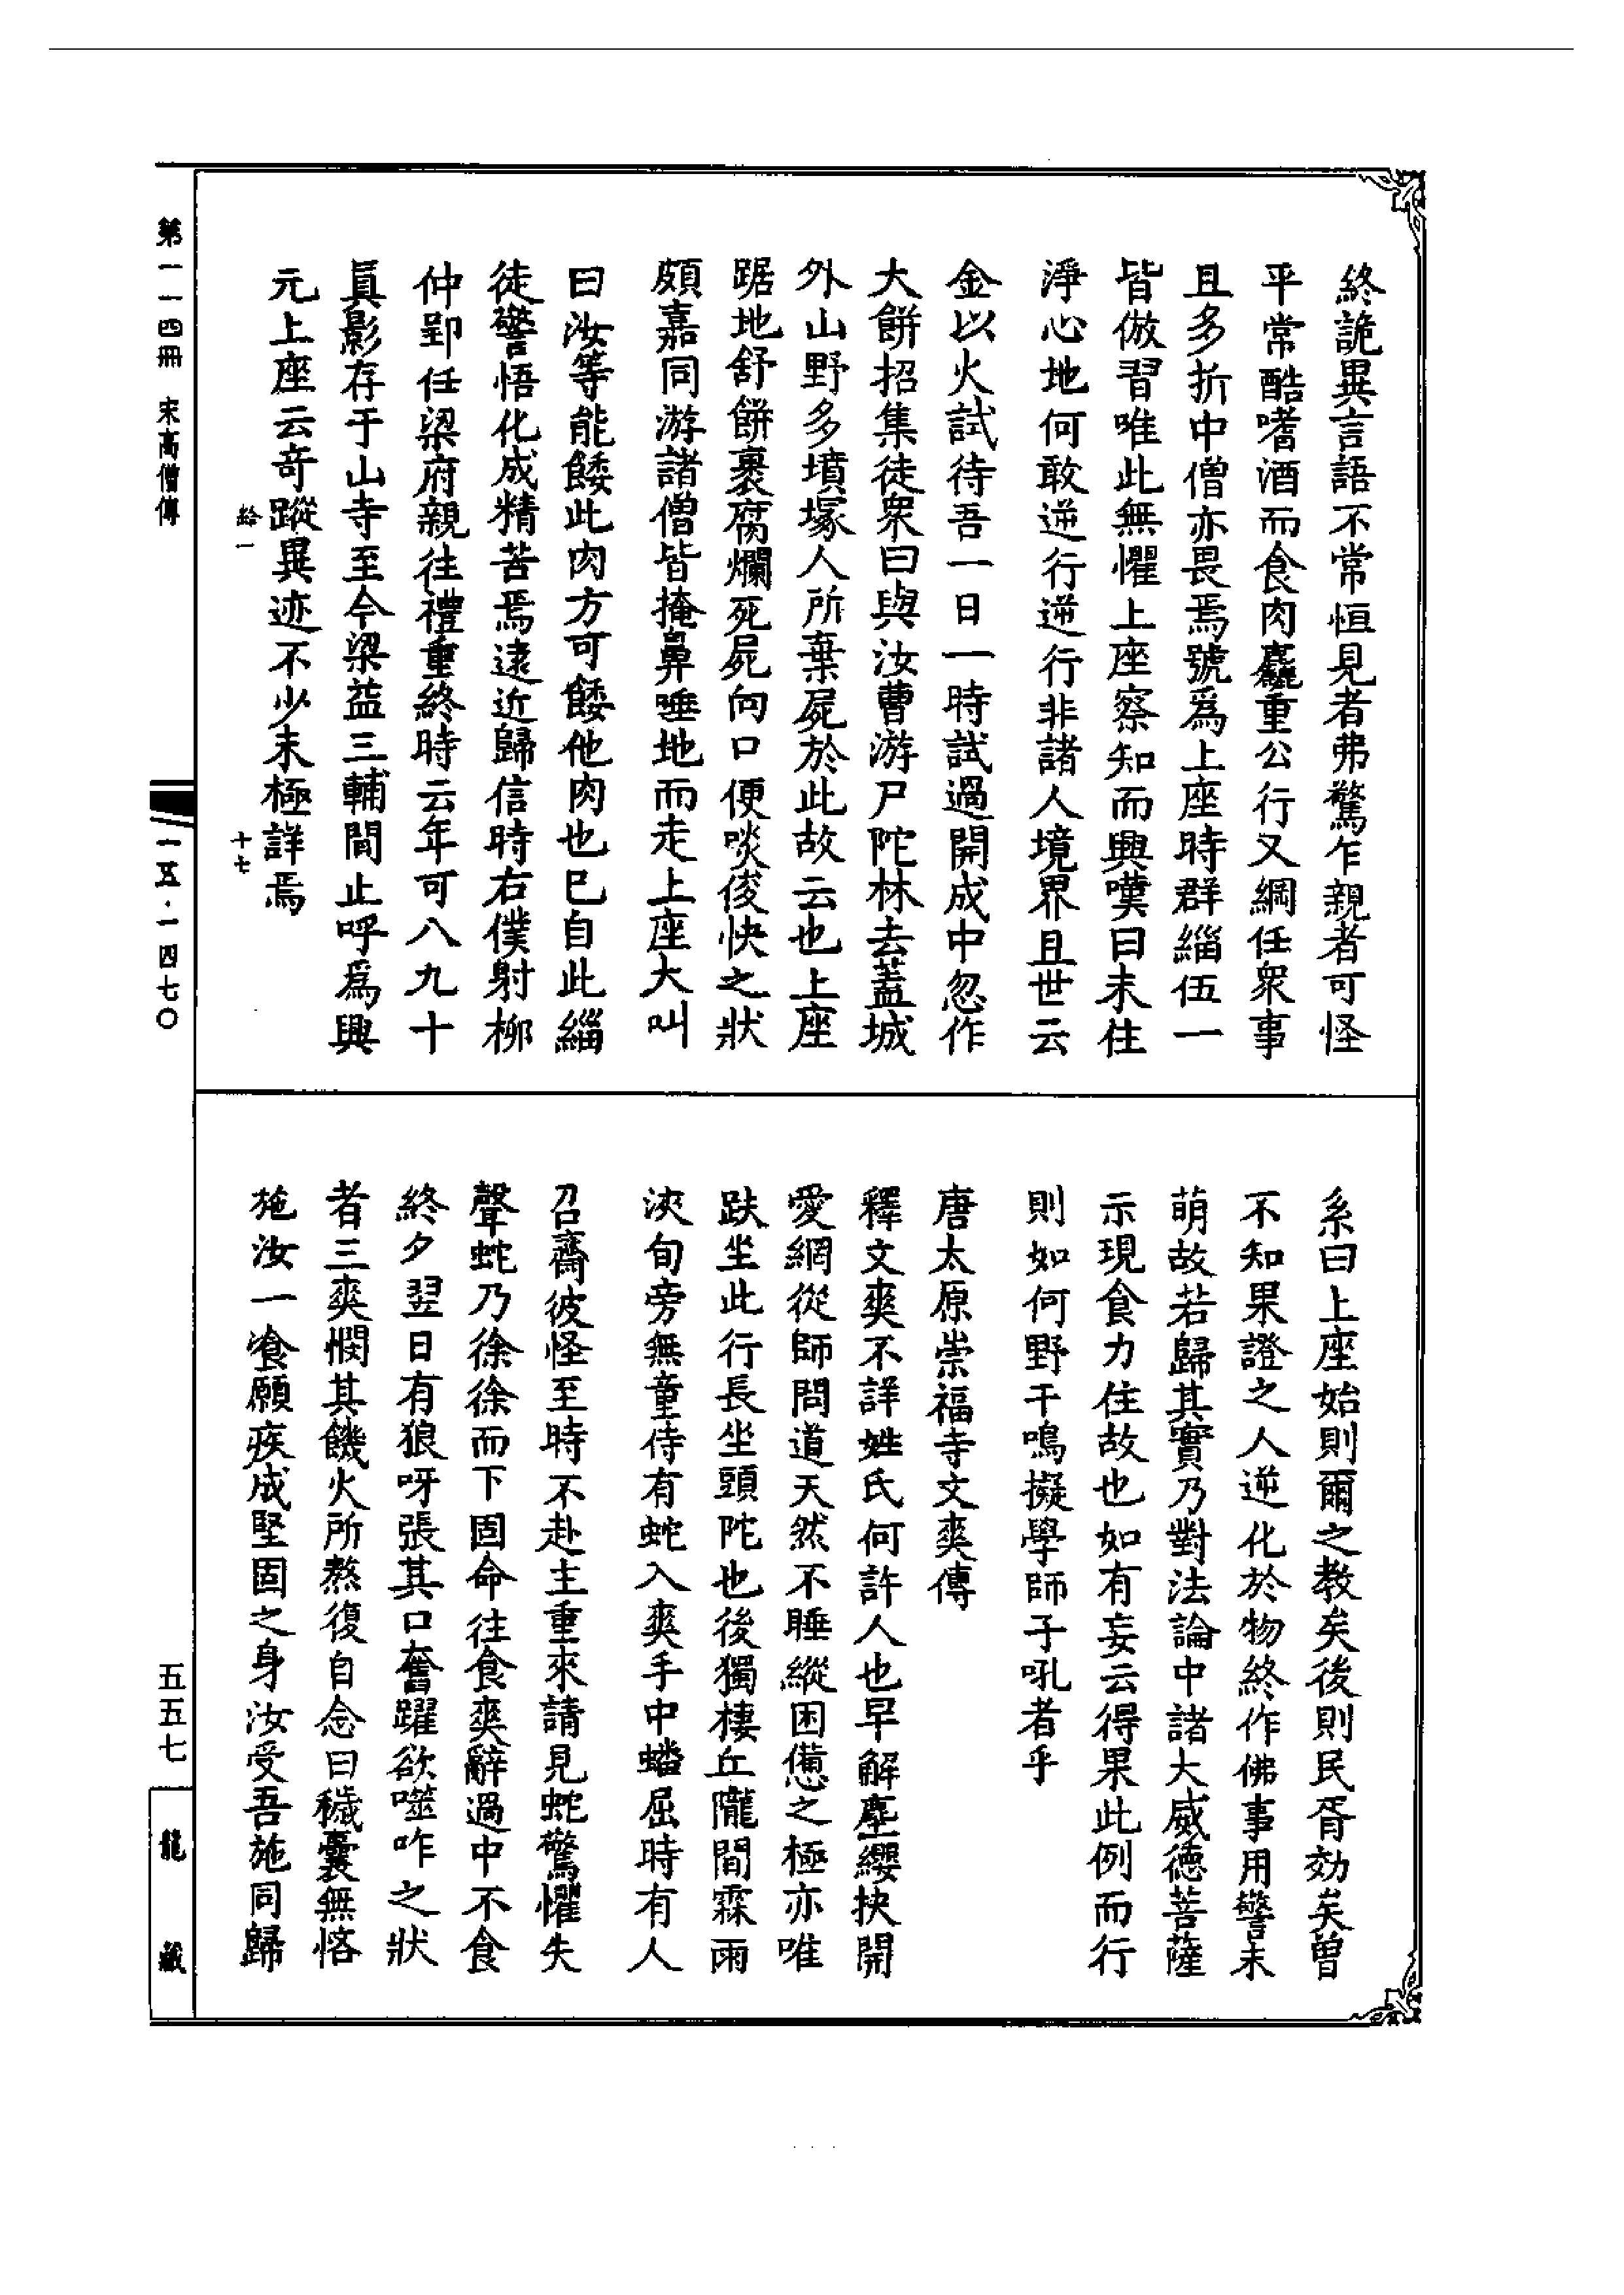 終詭異言語不常恒見者弗驚乍親者可怪
平常酷嗜酒而食肉麤重公行又綱任衆事
且多折中僧亦畏焉號爲上座時群緇伍一
皆倣習唯此無懼上座察知而興嘆曰未住
淨心地何敢逆行逆行非諸人境界且世云
金以火試待吾一日一時試過開成中忽作
大餅招集徒衆曰與汝曹游尸陀林去蓋城
外山野多墳塚人所棄屍於此故云也上座
踞地舒餅裹腐爛死屍向口便啖俊快之狀
頗嘉同游諸僧皆掩鼻唾地而走上座大叫
曰汝等能餧此肉方可餧他肉也已自此緇
徒警悟化成精苦焉遠近歸信時右僕射柳
仲郢任梁府親往禮重終時云年可八九十
眞影存于山寺至今梁益三輔間止呼爲興
元上座云奇蹤異迹不少未極詳焉
給一
十七
系曰上座始則爾之教矣後則民胥効矣曾
不知果證之人逆化於物終作佛事用警未
萌故若歸其實乃對法論中諸大威德菩薩
示現食力住故也如有妄云得果此例而行
則如何野干鳴擬學師子吼者乎
唐太原崇福寺文爽傳
釋文爽不詳姓氏何許人也早解塵纓抉開
愛網從師問道天然不睡縱困憊之極亦唯
趺坐此行長坐頭陀也後獨棲丘隴間霖雨
浹旬旁無童侍有蛇入爽手中蟠屈時有人
召齋彼怪至時不赴主重來請見蛇驚懼失
聲蛇乃徐徐而下固命往食爽辭過中不食
終夕翌日有狼呀張其口奮躍欲噬咋之狀
者三爽憫其饑火所熬復自念曰穢囊無悋
施汝一飡願疾成堅固之身汝受吾施同歸
第一一四冊 宋高僧傳
一五·一四七〇
五五七
龍藏